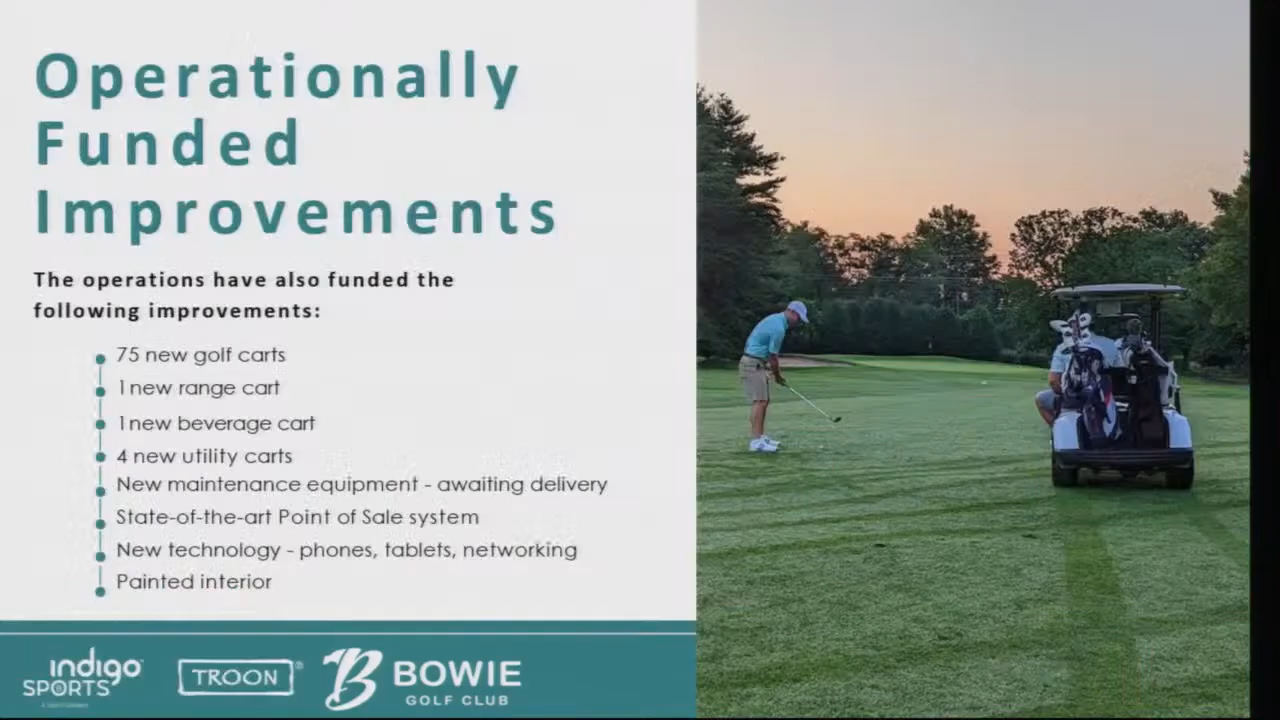 Operationally
Funded
Improvements
The operations have also funded the
following improvements:
75 new golf carts
1 new range cart
1 new beverage cart
4 new utility carts
New maintenance equipment - awaiting delivery
State-of-the-art Point of Sale system
New technology - phones, tablets, networking
Painted interior
indigo
SPORTS
TROON®
B BOWIE
GOLF CLUB